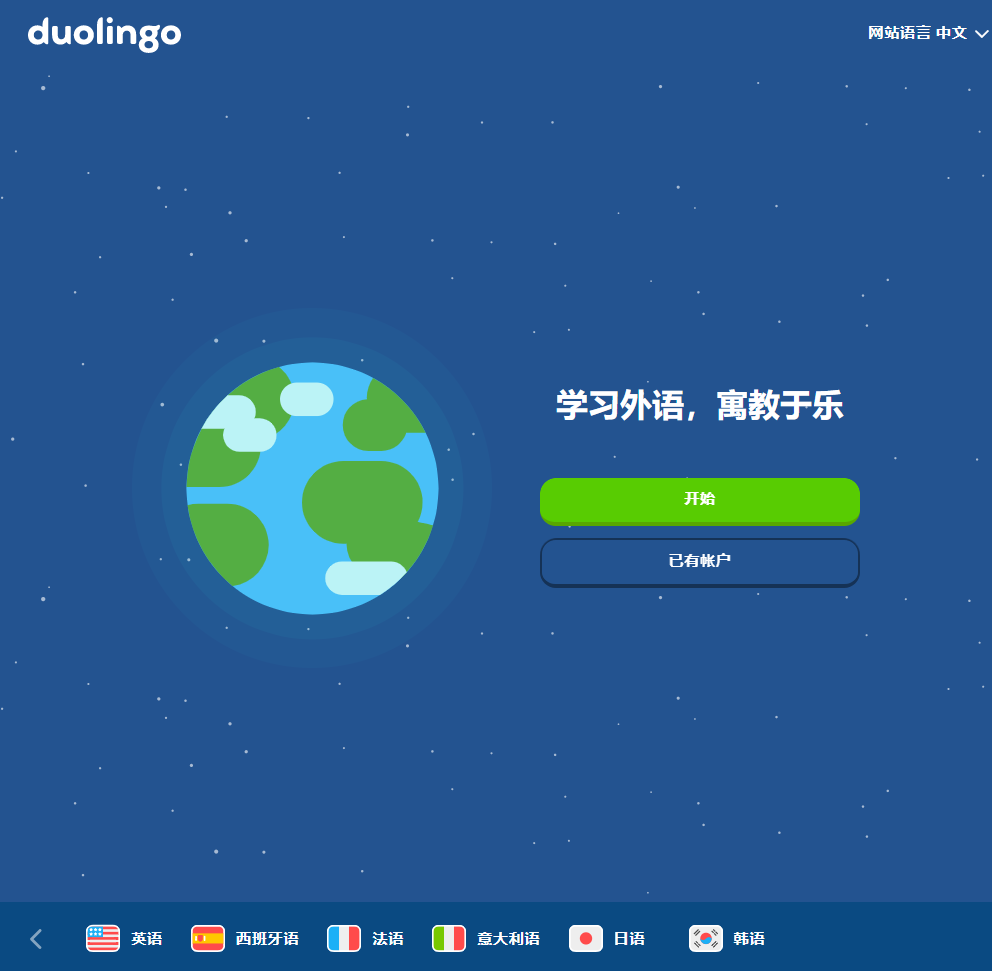 duolingo
网站语言 中文
学习外语，寓教于乐
开始
已有帐户
英语 西班牙语 法语 意大利语 日语 韩语